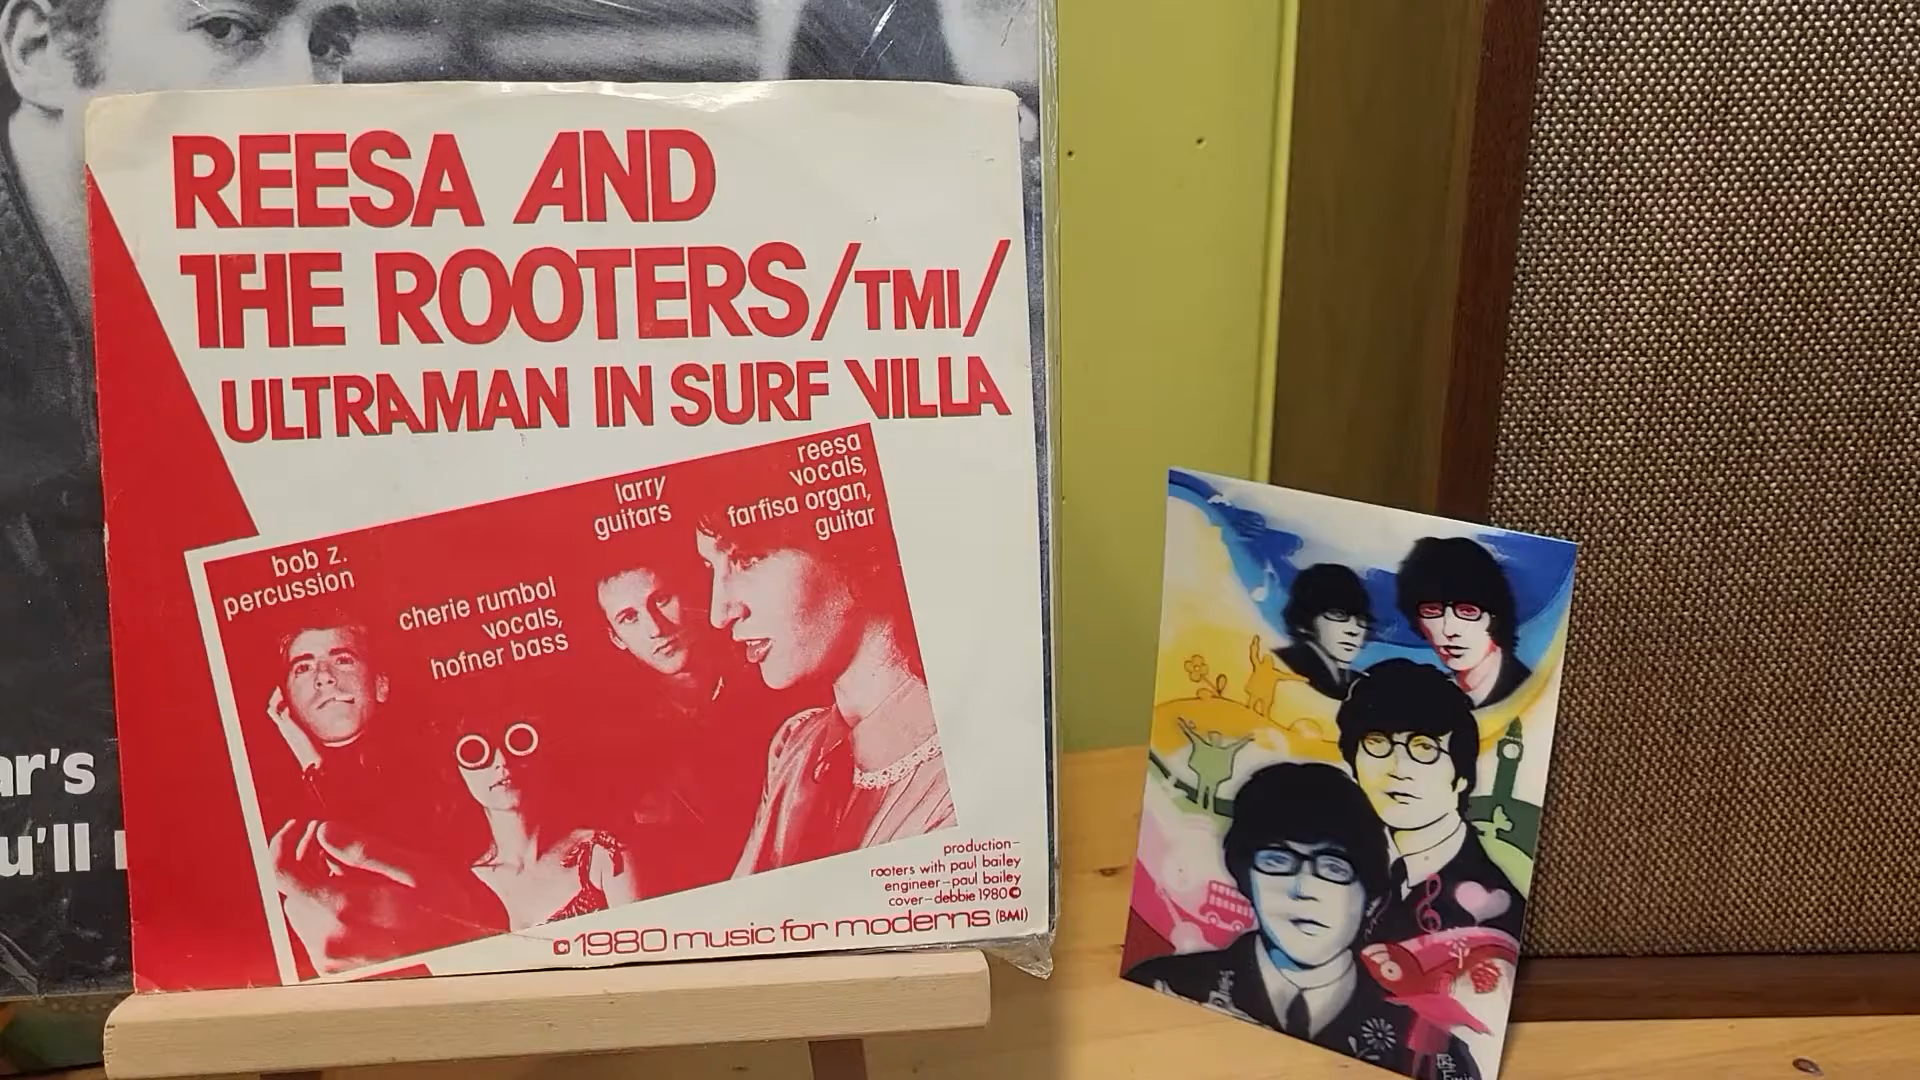 REESA AND
THE ROOTERS/TMI/
ULTRAMAN IN SURF VILLA
reesa
vocals,
farfisa organ,
guitar
larry
guitars
bob z.
percussion
cherie rumbol
vocals,
hofner bass
production–
rooters with paul bailey
engineer–paul bailey
cover–debbie 1980©
1980 music for moderns (BMI)
ar's
u'll